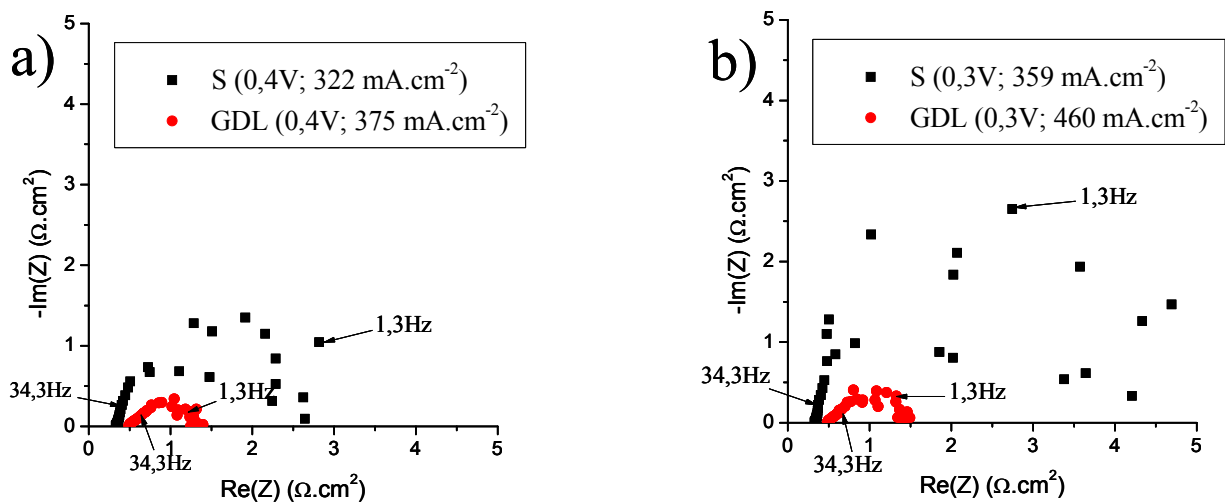 a)
S (0,4V; 322 mA.cm⁻²)
GDL (0,4V; 375 mA.cm⁻²)
5
4
3
2
1
0
-Im(Z) (Ω.cm²)
1,3Hz
34,3Hz
1,3Hz
34,3Hz
0 1 2 3 4 5
Re(Z) (Ω.cm²)
b)
S (0,3V; 359 mA.cm⁻²)
GDL (0,3V; 460 mA.cm⁻²)
5
4
3
2
1
0
-Im(Z) (Ω.cm²)
1,3Hz
34,3Hz
1,3Hz
34,3Hz
0 1 2 3 4 5
Re(Z) (Ω.cm²)